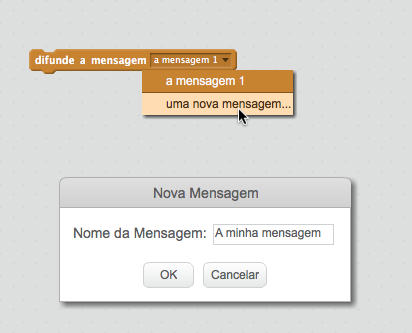 difunde a mensagem a mensagem 1
a mensagem 1
uma nova mensagem...
Nova Mensagem
Nome da Mensagem: A minha mensagem
OK Cancelar